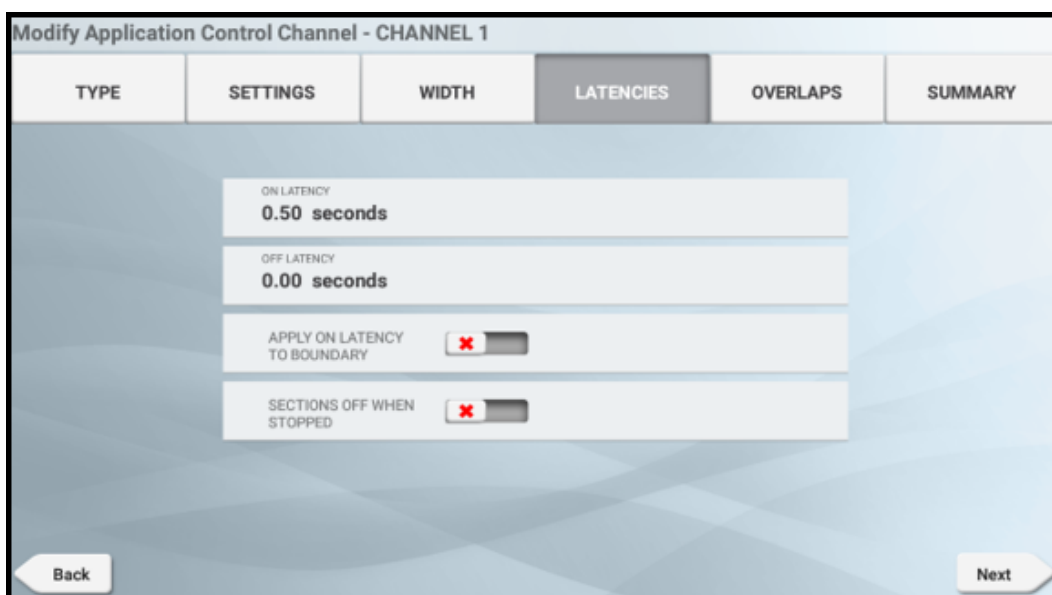 Modify Application Control Channel - CHANNEL 1
TYPE SETTINGS WIDTH LATENCIES OVERLAPS SUMMARY
ON LATENCY
0.50 seconds
OFF LATENCY
0.00 seconds
APPLY ON LATENCY
TO BOUNDARY
SECTIONS OFF WHEN
STOPPED
Back Next